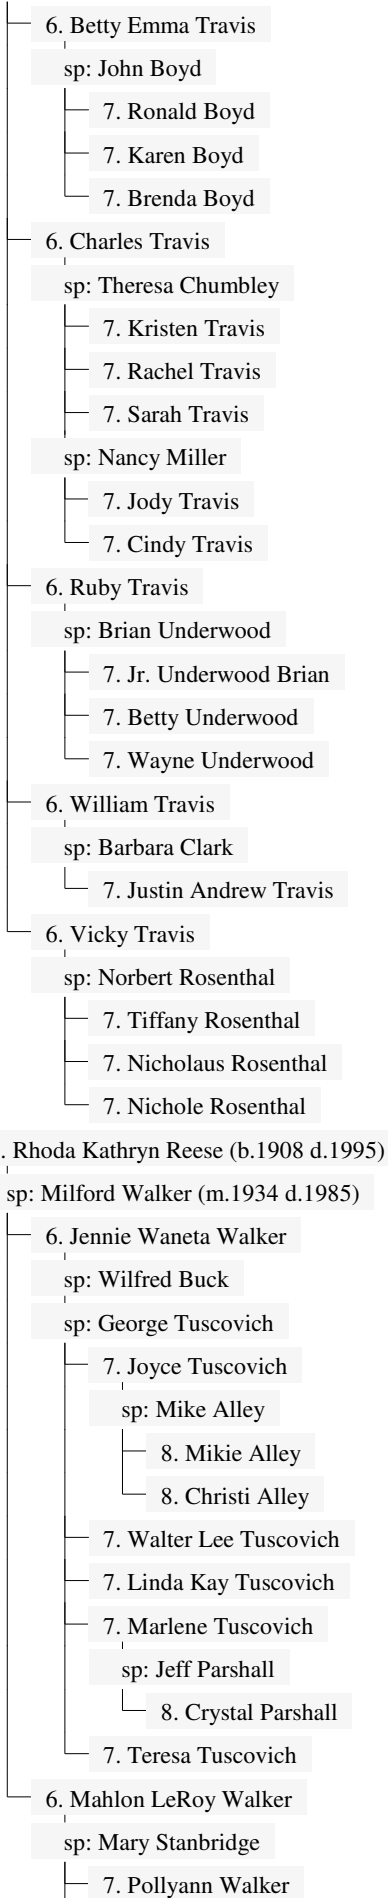 6. Betty Emma Travis
sp: John Boyd
7. Ronald Boyd
7. Karen Boyd
7. Brenda Boyd
6. Charles Travis
sp: Theresa Chumbley
7. Kristen Travis
7. Rachel Travis
7. Sarah Travis
sp: Nancy Miller
7. Jody Travis
7. Cindy Travis
6. Ruby Travis
sp: Brian Underwood
7. Jr. Underwood Brian
7. Betty Underwood
7. Wayne Underwood
6. William Travis
sp: Barbara Clark
7. Justin Andrew Travis
6. Vicky Travis
sp: Norbert Rosenthal
7. Tiffany Rosenthal
7. Nicholaus Rosenthal
7. Nichole Rosenthal
. Rhoda Kathryn Reese (b.1908 d.1995)
sp: Milford Walker (m.1934 d.1985)
6. Jennie Waneta Walker
sp: Wilfred Buck
sp: George Tuscovich
7. Joyce Tuscovich
sp: Mike Alley
8. Mikie Alley
8. Christi Alley
7. Walter Lee Tuscovich
7. Linda Kay Tuscovich
7. Marlene Tuscovich
sp: Jeff Parshall
8. Crystal Parshall
7. Teresa Tuscovich
6. Mahlon LeRoy Walker
sp: Mary Stanbridge
7. Pollyann Walker